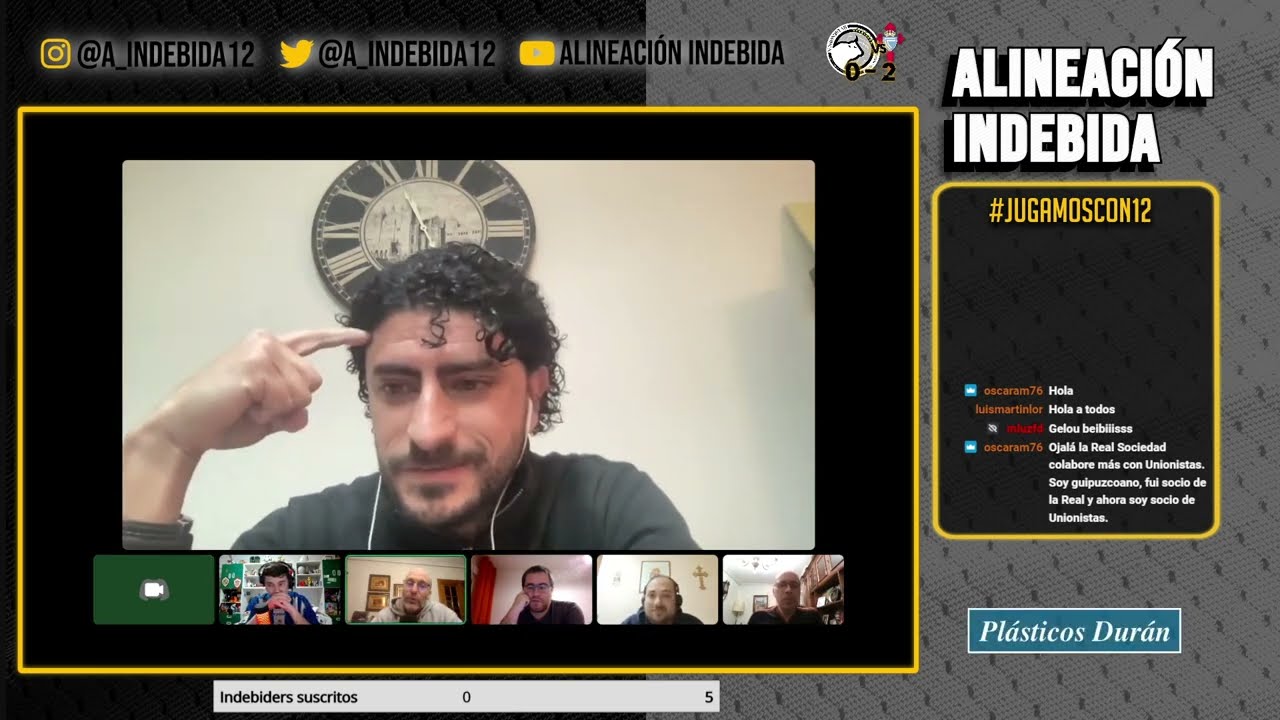 @A_INDEBIDA12
@A_INDEBIDA12
ALINEACIÓN INDEBIDA
VS
0-2
ALINEACIÓN
INDEBIDA
#JUGAMOSCON12
oscaram76 Hola
luismartinlor Hola a todos
mluzfd Gelou beibiiisss
oscaram76 Ojalá la Real Sociedad
colabore más con Unionistas.
Soy guipuzcoano, fui socio de
la Real y ahora soy socio de
Unionistas.
Plásticos Durán
Indebiders suscritos 0 5